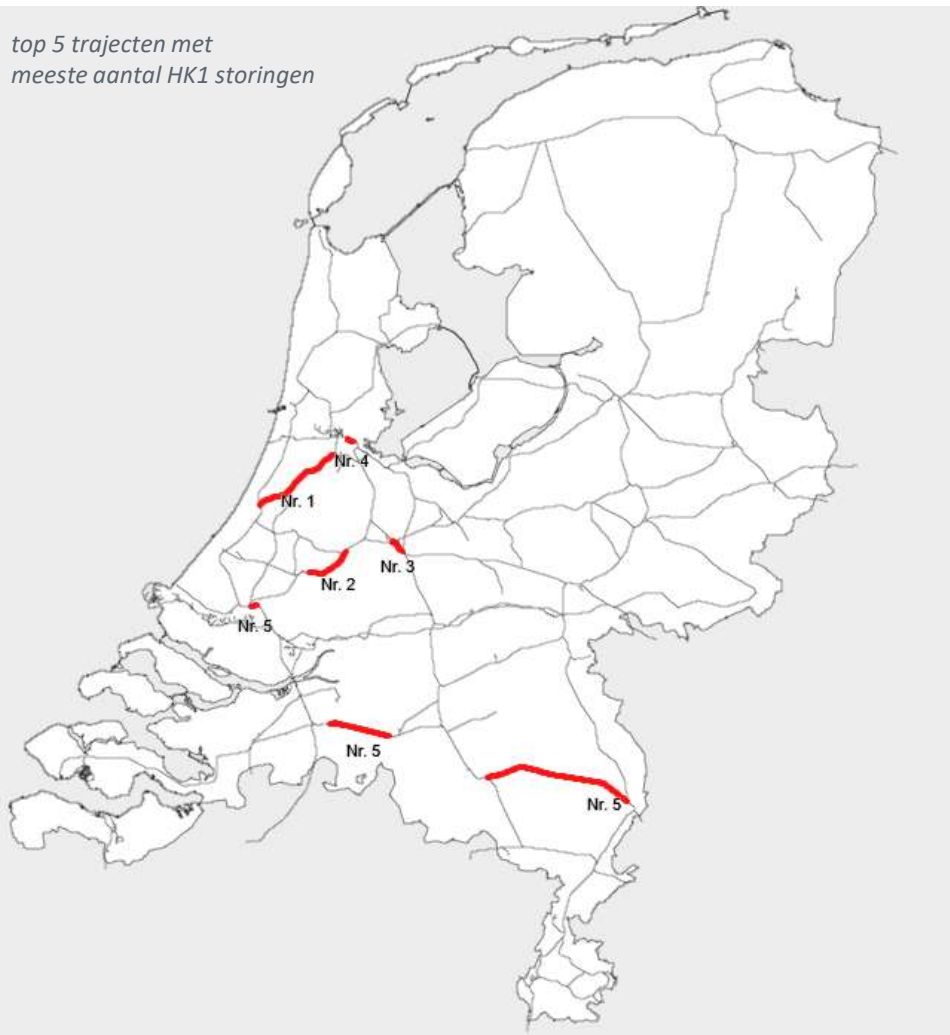 top 5 trajecten met
meeste aantal HK1 storingen
Nr. 4
Nr. 1
Nr. 3
Nr. 2
Nr. 5
Nr. 5
Nr. 5